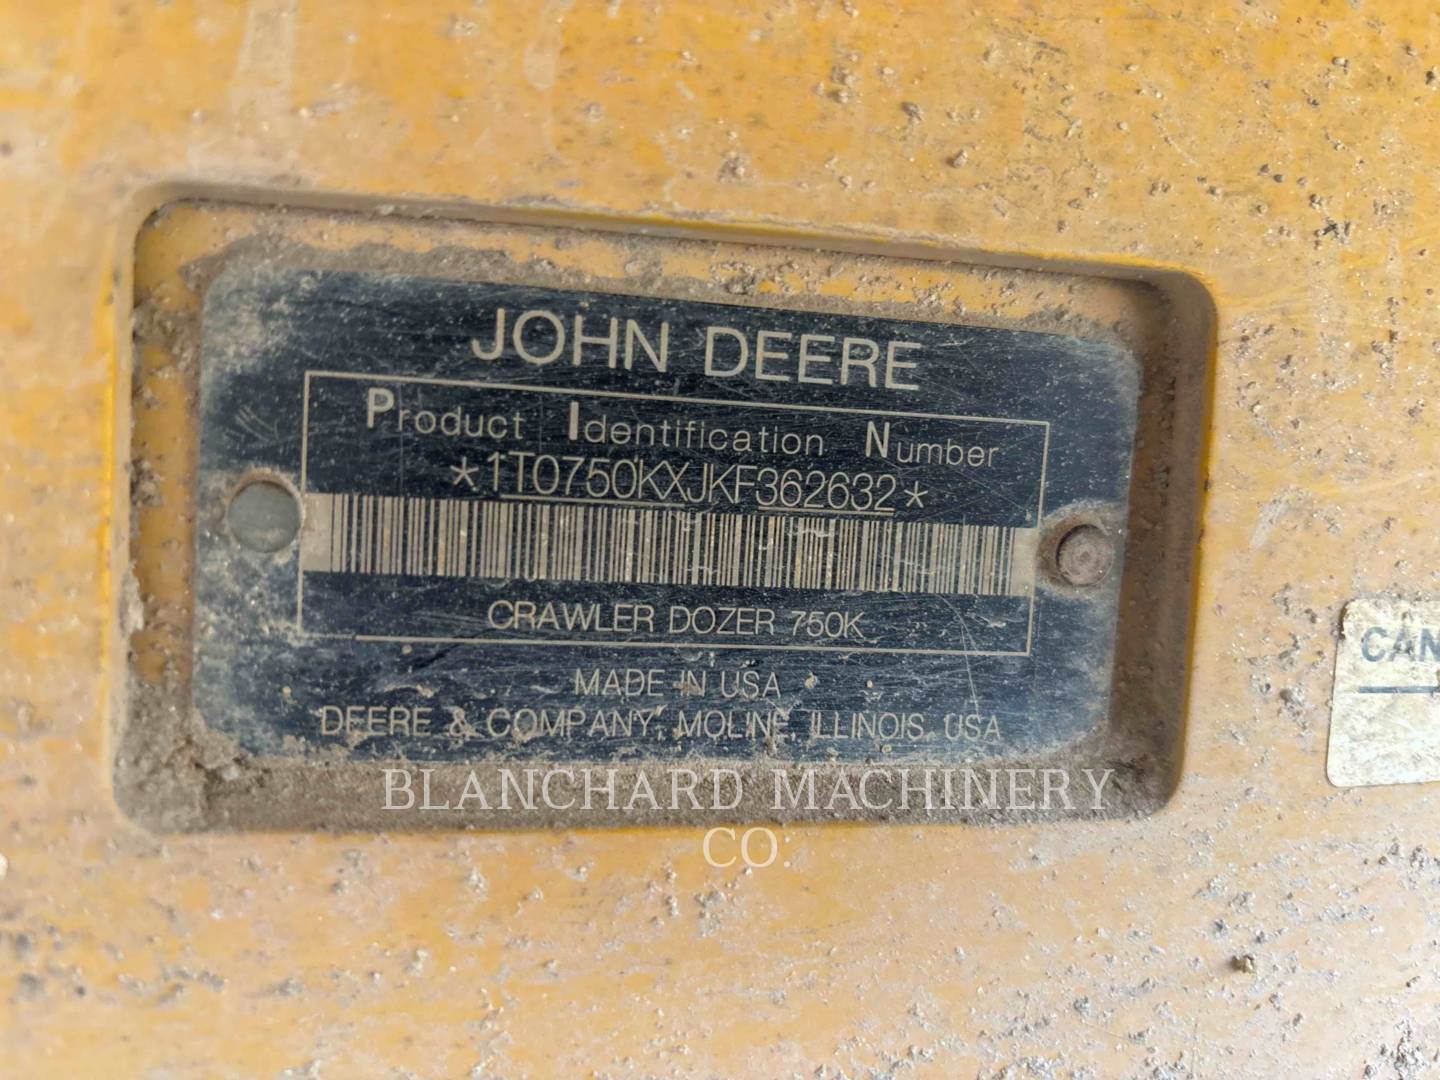 JOHN DEERE
Product Identification Number
*1T0750KXJKF362632*
CRAWLER DOZER 750K
MADE IN USA
DEERE & COMPANY, MOLINE, ILLINOIS, USA
BLANCHARD MACHINERY
CO.
CAN